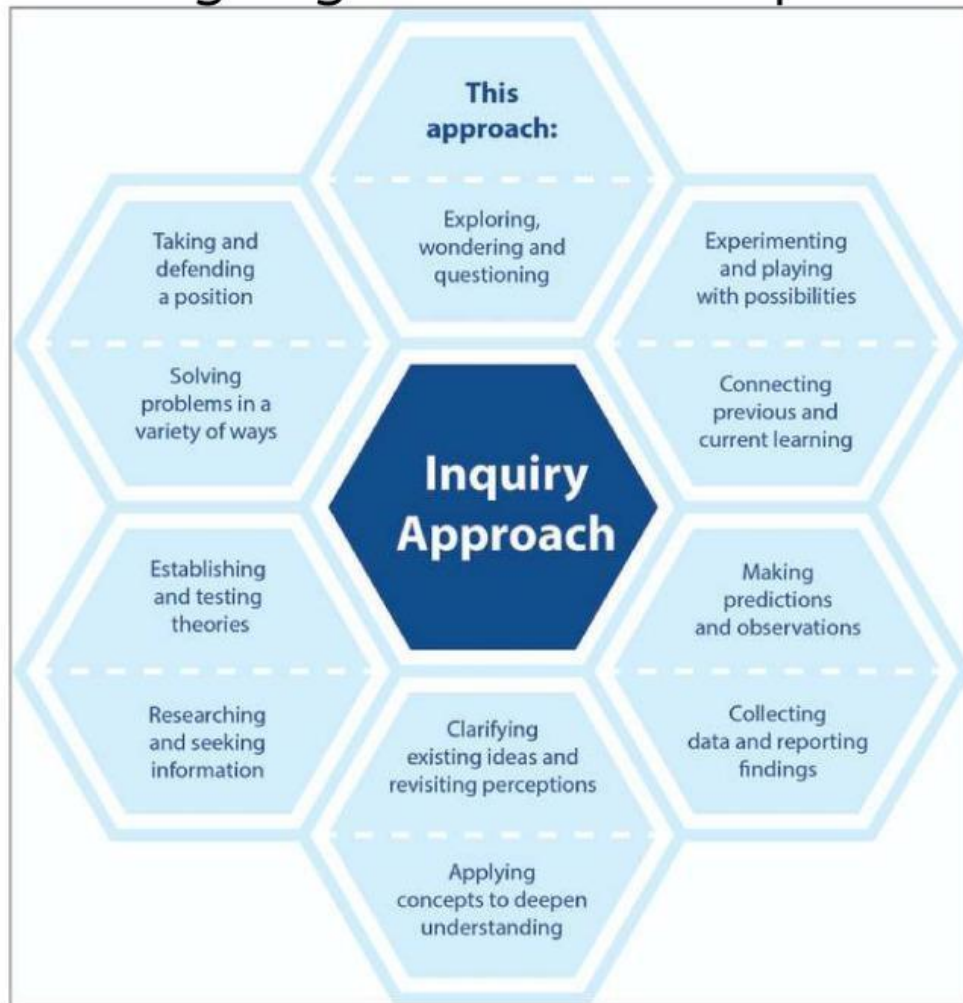 This
approach:
Exploring,
wondering and
questioning
Experimenting
and playing
with possibilities
Connecting
previous and
current learning
Making
predictions
and observations
Collecting
data and reporting
findings
Clarifying
existing ideas and
revisiting perceptions
Applying
concepts to deepen
understanding
Establishing
and testing
theories
Researching
and seeking
information
Taking and
defending
a position
Solving
problems in a
variety of ways
Inquiry
Approach